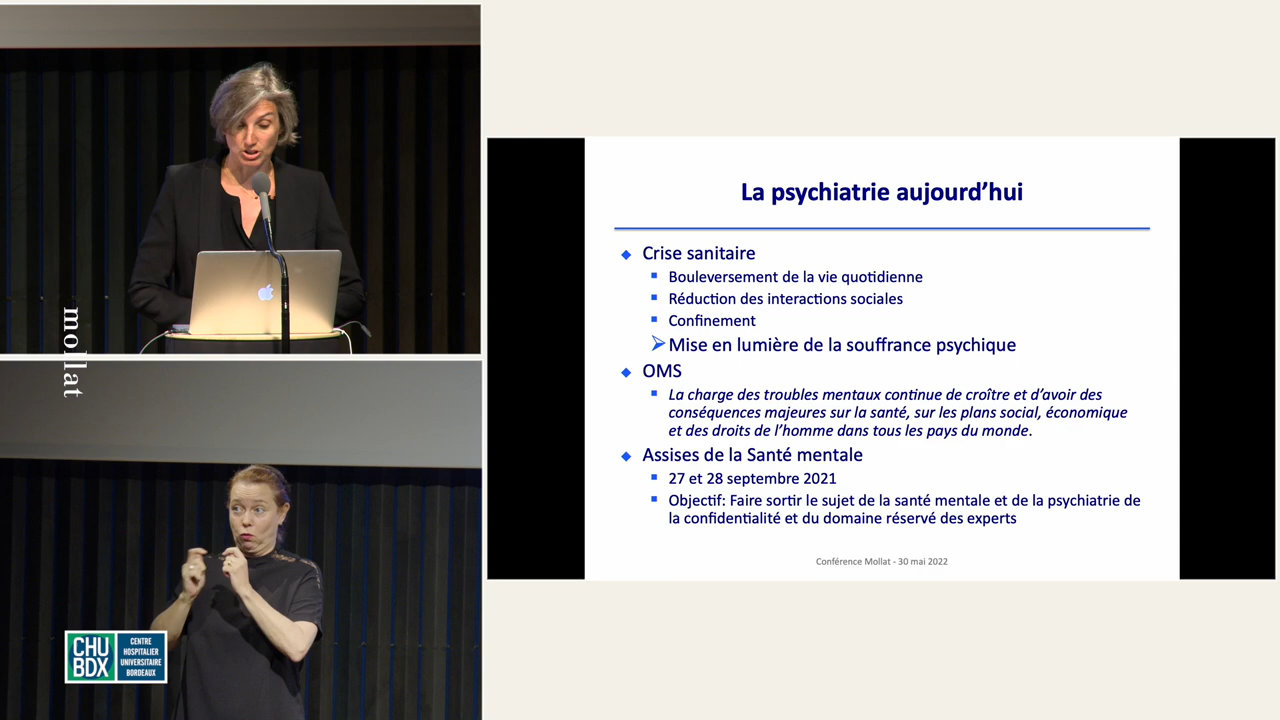 mollat
CHU
BDX
CENTRE
HOSPITALIER
UNIVERSITAIRE
BORDEAUX
La psychiatrie aujourd’hui
Crise sanitaire
Bouleversement de la vie quotidienne
Réduction des interactions sociales
Confinement
Mise en lumière de la souffrance psychique
OMS
La charge des troubles mentaux continue de croître et d’avoir des
conséquences majeures sur la santé, sur les plans social, économique
et des droits de l’homme dans tous les pays du monde.
Assises de la Santé mentale
27 et 28 septembre 2021
Objectif: Faire sortir le sujet de la santé mentale et de la psychiatrie de
la confidentialité et du domaine réservé des experts
Conférence Mollat - 30 mai 2022